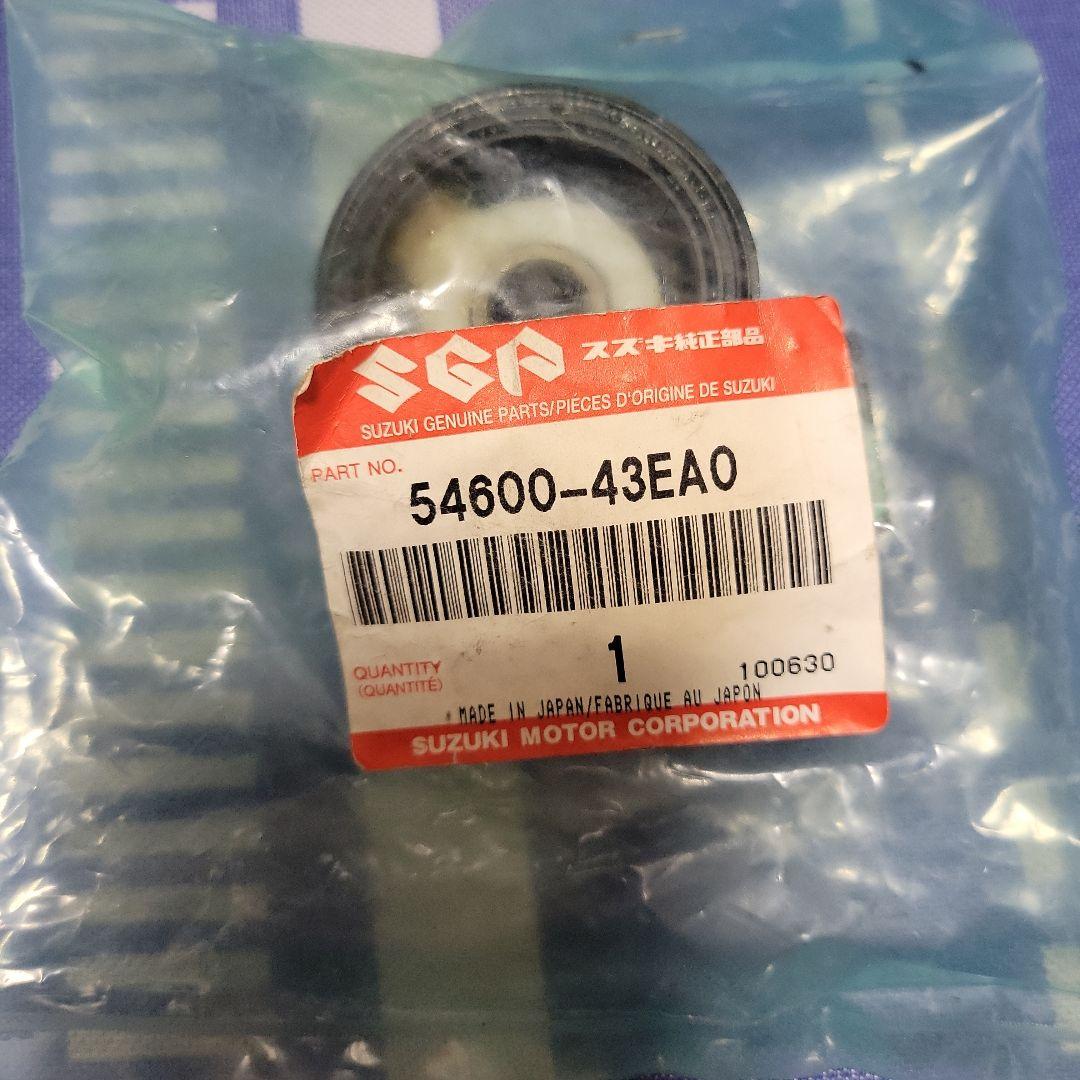 SGP スズキ純正部品
SUZUKI GENUINE PARTS/PIÈCES D'ORIGINE DE SUZUKI
PART NO.
54600-43EA0
QUANTITY
(QUANTITÉ)
1
100630
*MADE IN JAPAN/FABRIQUE AU JAPON
SUZUKI MOTOR CORPORATION